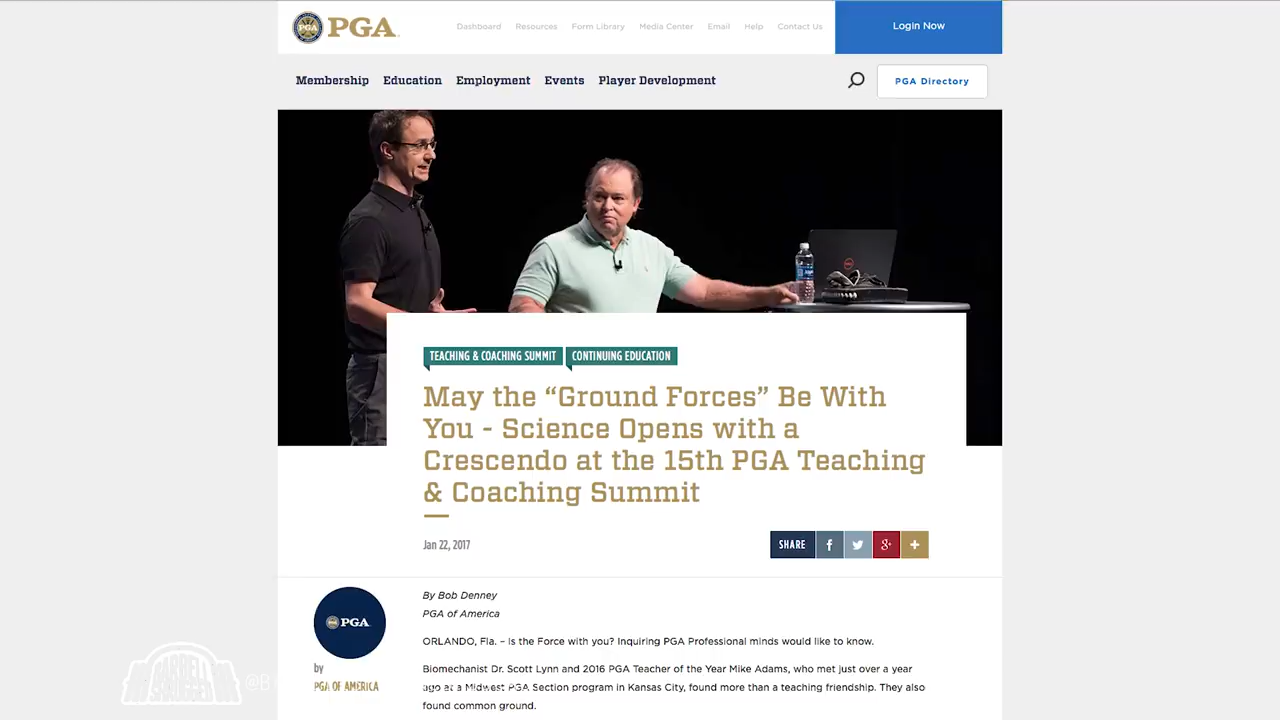 PGA PGA
Dashboard Resources Form Library Media Center Email Help Contact Us
Login Now
Membership Education Employment Events Player Development
PGA Directory
TEACHING & COACHING SUMMIT CONTINUING EDUCATION
May the “Ground Forces” Be With
You - Science Opens with a
Crescendo at the 15th PGA Teaching
& Coaching Summit
Jan 22, 2017
SHARE f g+ +
By Bob Denney
PGA of America
ORLANDO, Fla. – Is the Force with you? Inquiring PGA Professional minds would like to know.
Biomechanist Dr. Scott Lynn and 2016 PGA Teacher of the Year Mike Adams, who met just over a year
ago at a Midwest PGA Section program in Kansas City, found more than a teaching friendship. They also
found common ground.
PGA
by
PGA OF AMERICA